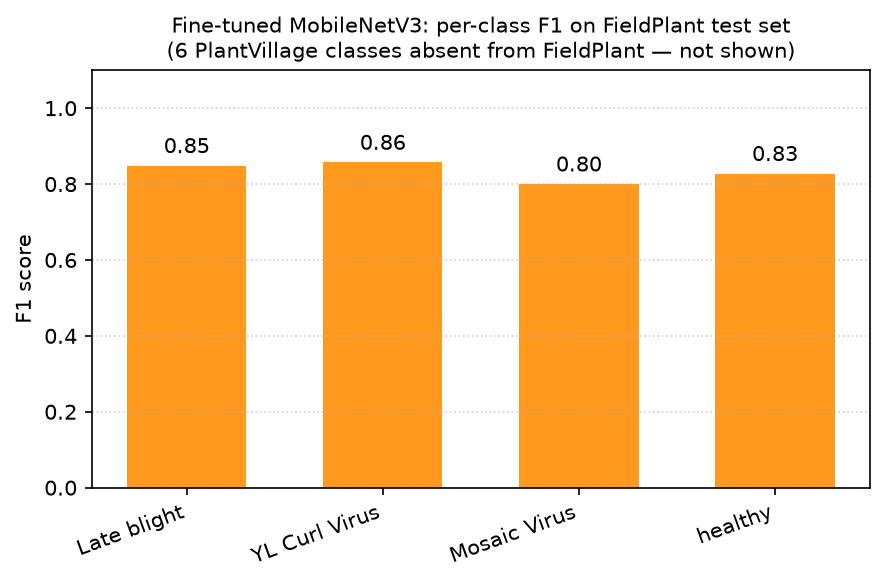 Fine-tuned MobileNetV3: per-class F1 on FieldPlant test set
(6 PlantVillage classes absent from FieldPlant — not shown)
1.0
0.8
0.6
0.4
0.2
0.0
F1 score
0.85
0.86
0.80
0.83
Late blight
YL Curl Virus
Mosaic Virus
healthy